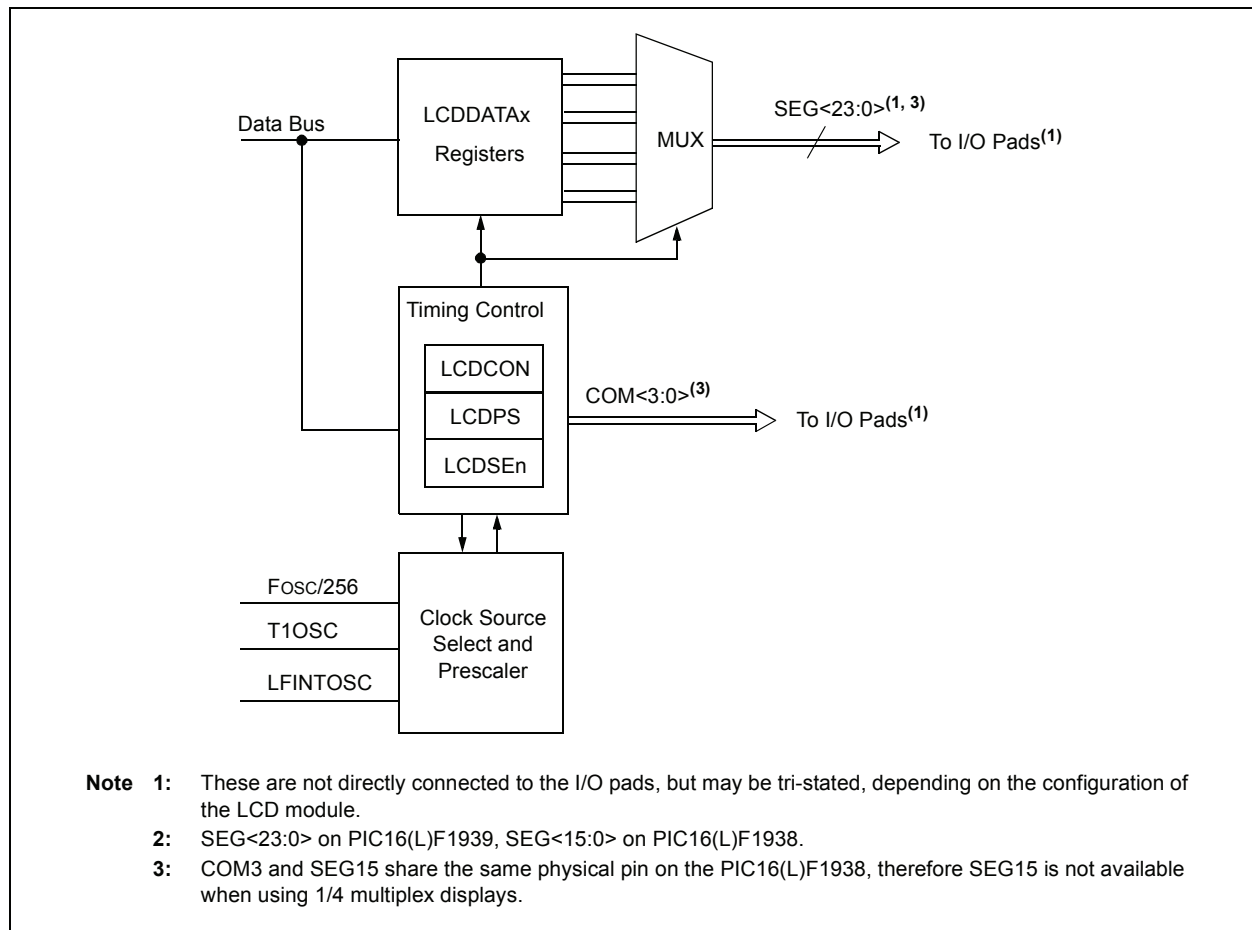 Data Bus
LCDDATAx
Registers
MUX
SEG<23:0>(1, 3)
To I/O Pads(1)
Timing Control
LCDCON
LCDPS
LCDSEn
COM<3:0>(3)
To I/O Pads(1)
FOSC/256
T1OSC
LFINTOSC
Clock Source
Select and
Prescaler
Note 1: These are not directly connected to the I/O pads, but may be tri-stated, depending on the configuration of
the LCD module.
2: SEG<23:0> on PIC16(L)F1939, SEG<15:0> on PIC16(L)F1938.
3: COM3 and SEG15 share the same physical pin on the PIC16(L)F1938, therefore SEG15 is not available
when using 1/4 multiplex displays.